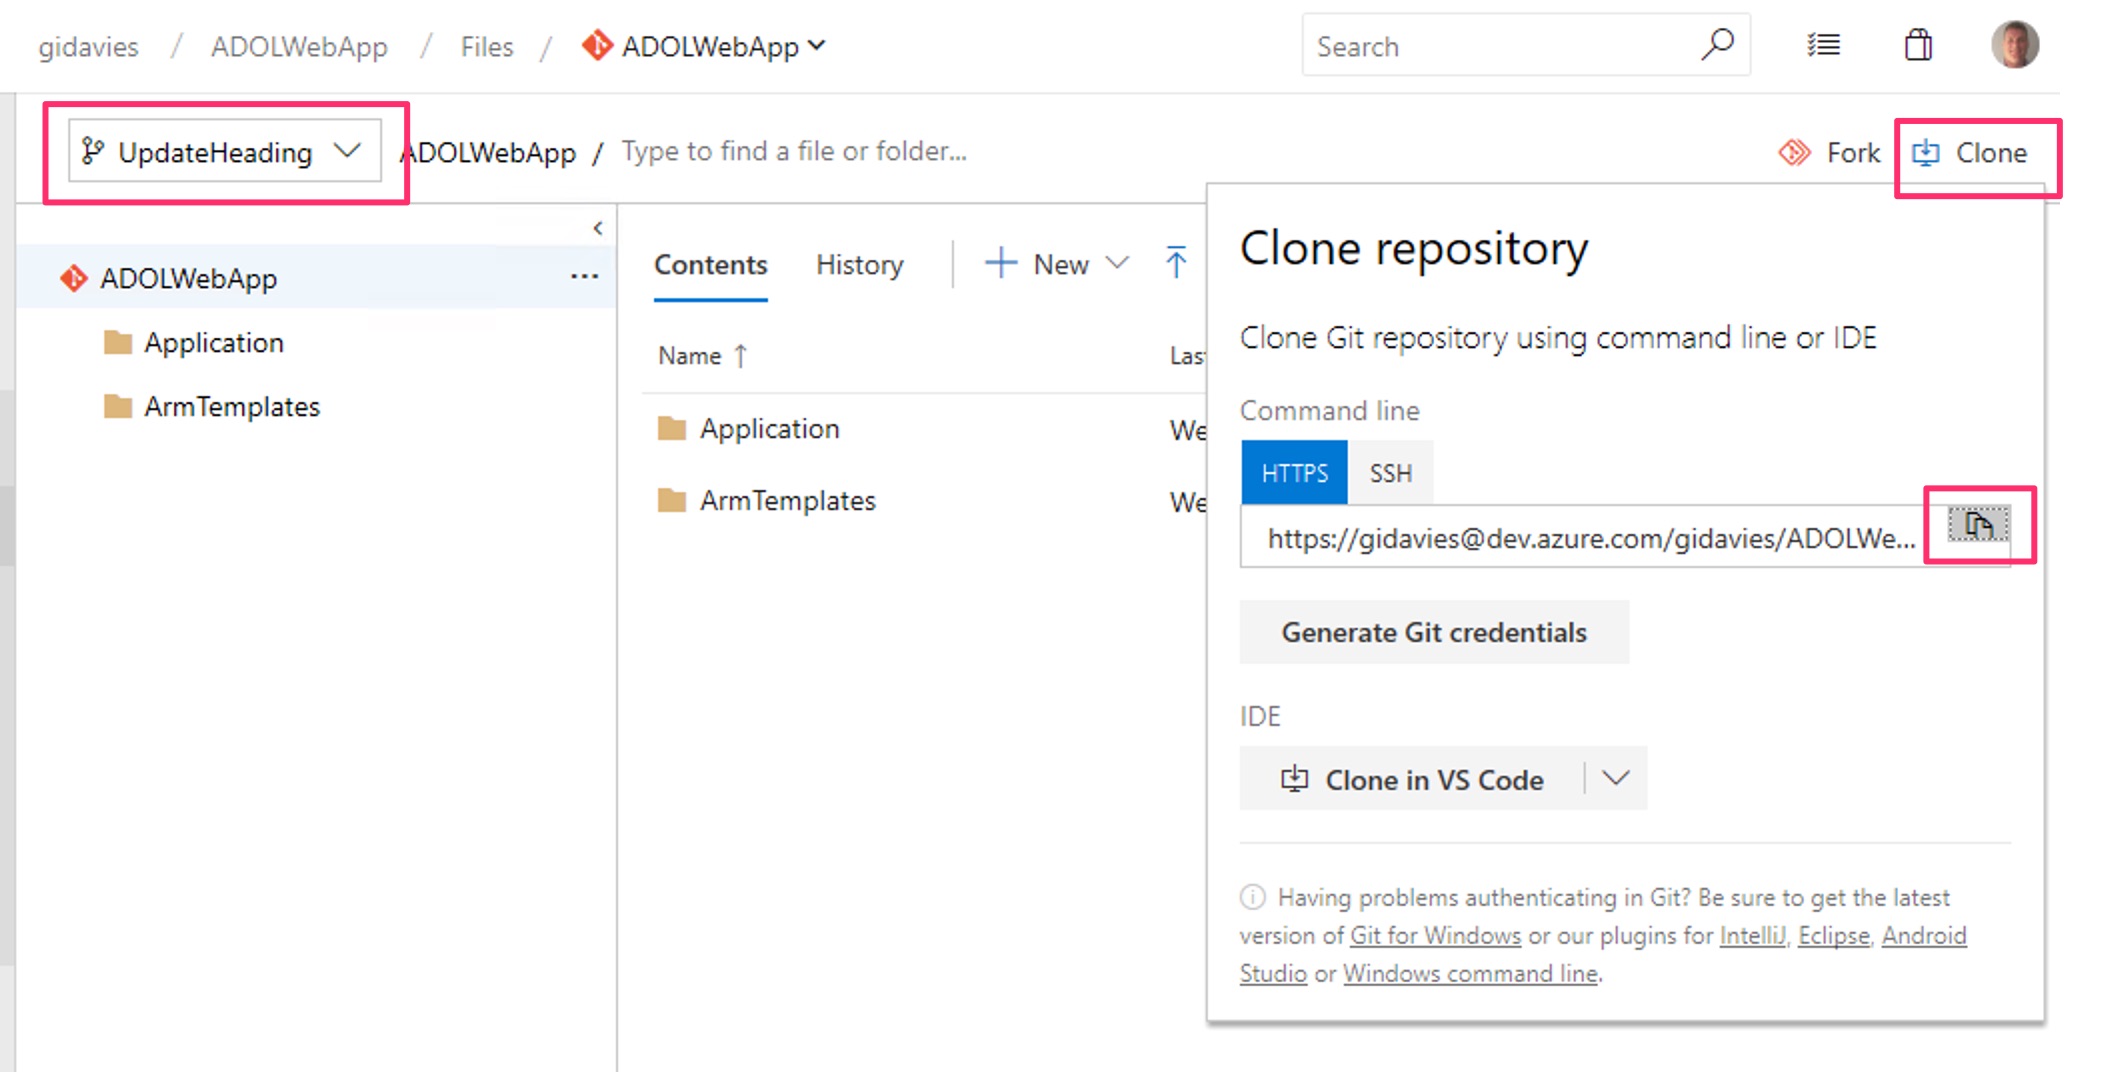 gidavies / ADOLWebApp / Files / ADOLWebApp
Search
UpdateHeading
ADOLWebApp / Type to find a file or folder...
Fork
Clone
ADOLWebApp
Application
ArmTemplates
Contents History New
Name ↑
Application
ArmTemplates
Clone repository
Clone Git repository using command line or IDE
Command line
HTTPS SSH
https://gidavies@dev.azure.com/gidavies/ADOLWe...
Generate Git credentials
IDE
Clone in VS Code
Having problems authenticating in Git? Be sure to get the latest
version of Git for Windows or our plugins for IntelliJ, Eclipse, Android
Studio or Windows command line.